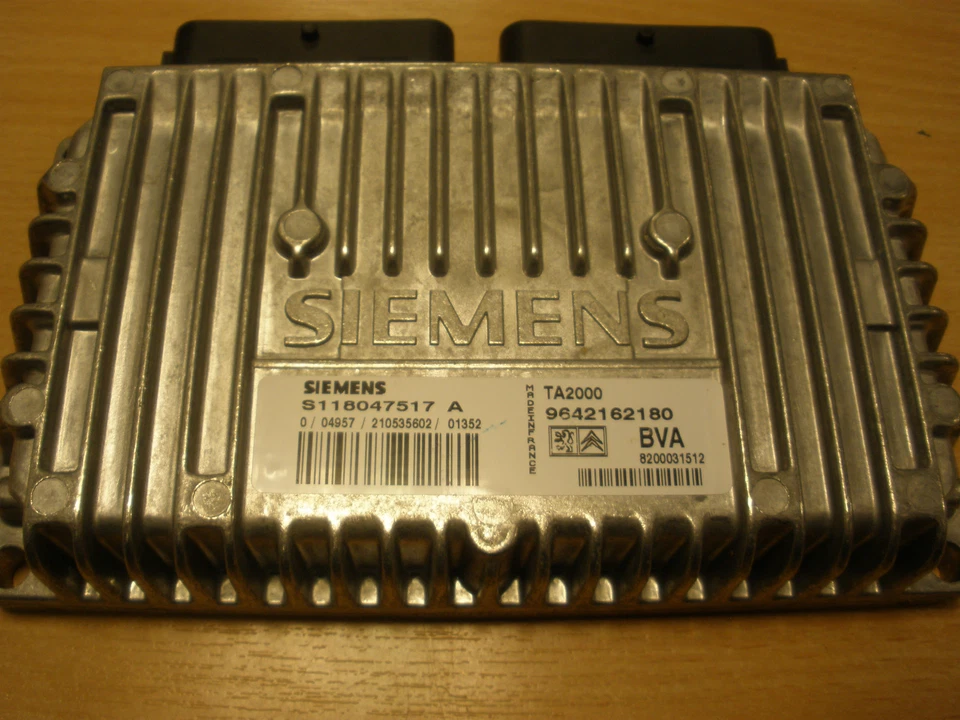 SIEMENS
SIEMENS
S118047517 A
0 / 04957 / 210535602 / 01352
MADE IN FRANCE
TA2000
9642162180
BVA
8200031512